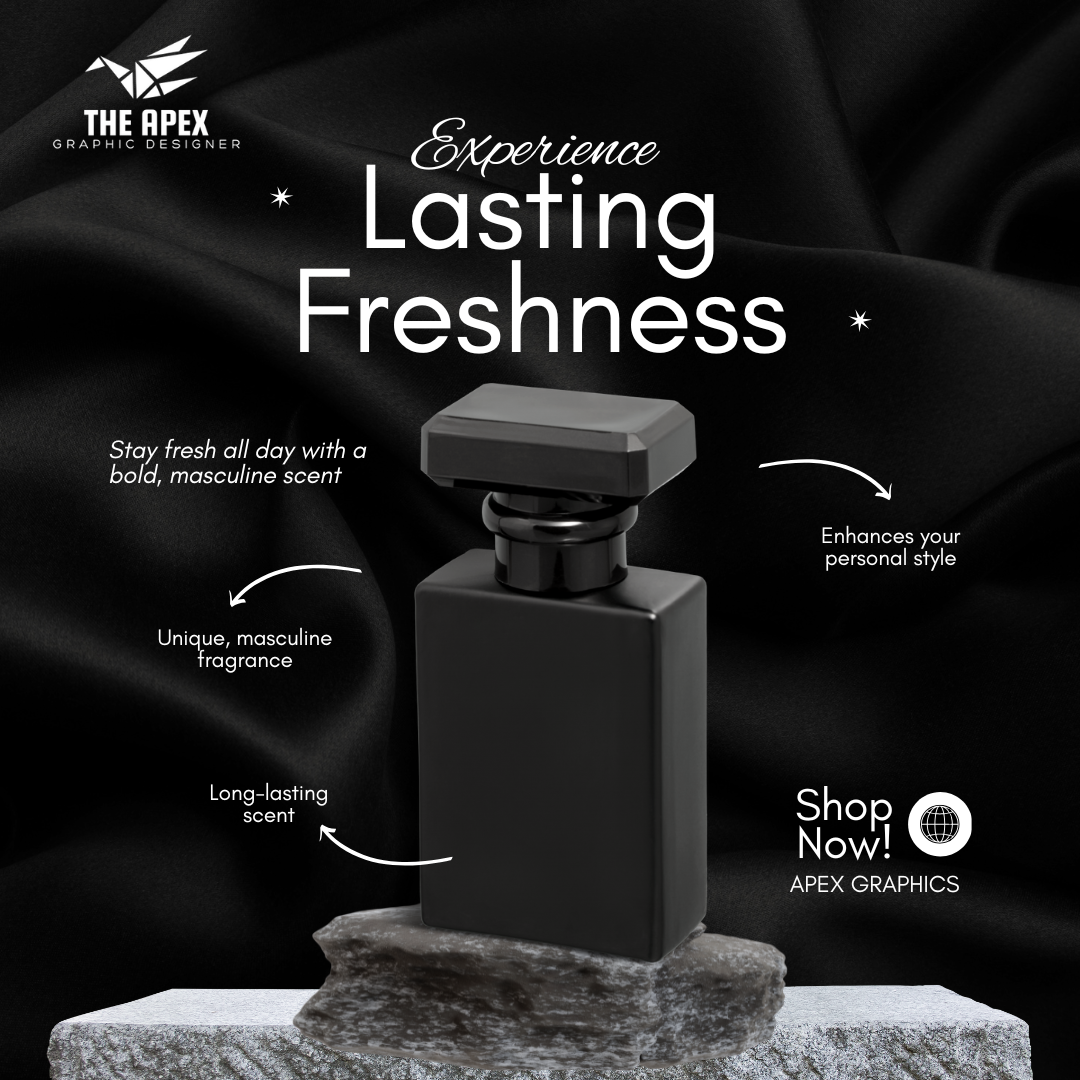 THE APEX
GRAPHIC DESIGNER
Experience
Lasting
Freshness
Stay fresh all day with a
bold, masculine scent
Enhances your
personal style
Unique, masculine
fragrance
Long-lasting
scent
Shop
Now!
APEX GRAPHICS